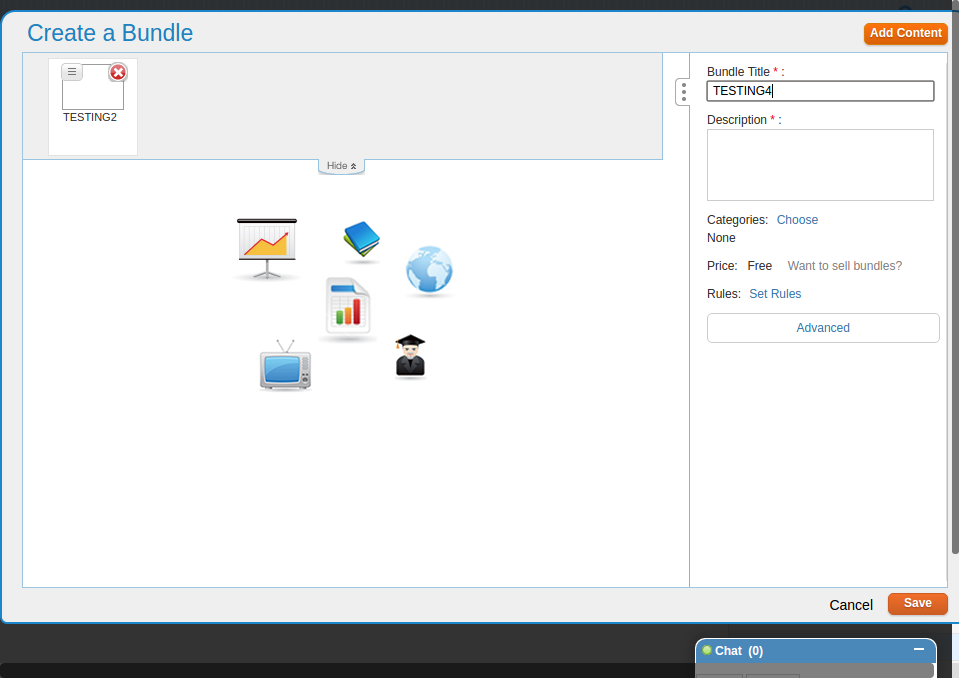 Create a Bundle
Add Content
TESTING2
Hide
Bundle Title * :
TESTING4
Description * :
Categories: Choose
None
Price: Free Want to sell bundles?
Rules: Set Rules
Advanced
Cancel
Save
Chat (0)